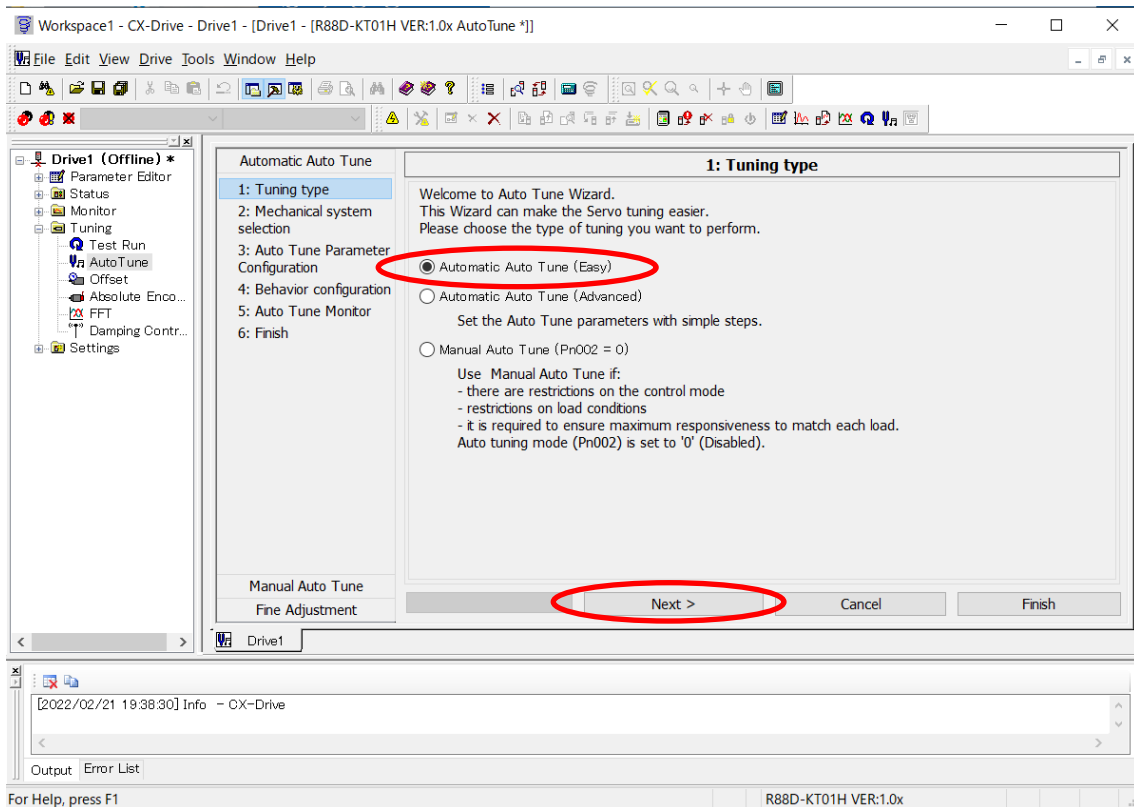 Workspace1 - CX-Drive - Drive1 - [Drive1 - [R88D-KT01H VER:1.0x AutoTune *]]
File Edit View Drive Tools Window Help
Drive1 (Offline) *
Parameter Editor
Status
Monitor
Tuning
Test Run
AutoTune
Offset
Absolute Enco...
FFT
Damping Contr...
Settings
Automatic Auto Tune
1: Tuning type
2: Mechanical system
selection
3: Auto Tune Parameter
Configuration
4: Behavior configuration
5: Auto Tune Monitor
6: Finish
Manual Auto Tune
Fine Adjustment
1: Tuning type
Welcome to Auto Tune Wizard.
This Wizard can make the Servo tuning easier.
Please choose the type of tuning you want to perform.
Automatic Auto Tune (Easy)
Automatic Auto Tune (Advanced)
Set the Auto Tune parameters with simple steps.
Manual Auto Tune (Pn002 = 0)
Use Manual Auto Tune if:
- there are restrictions on the control mode
- restrictions on load conditions
- it is required to ensure maximum responsiveness to match each load.
Auto tuning mode (Pn002) is set to '0' (Disabled).
Next > Cancel Finish
Drive1
[2022/02/21 19:38:30] Info - CX-Drive
Output Error List
For Help, press F1 R88D-KT01H VER:1.0x